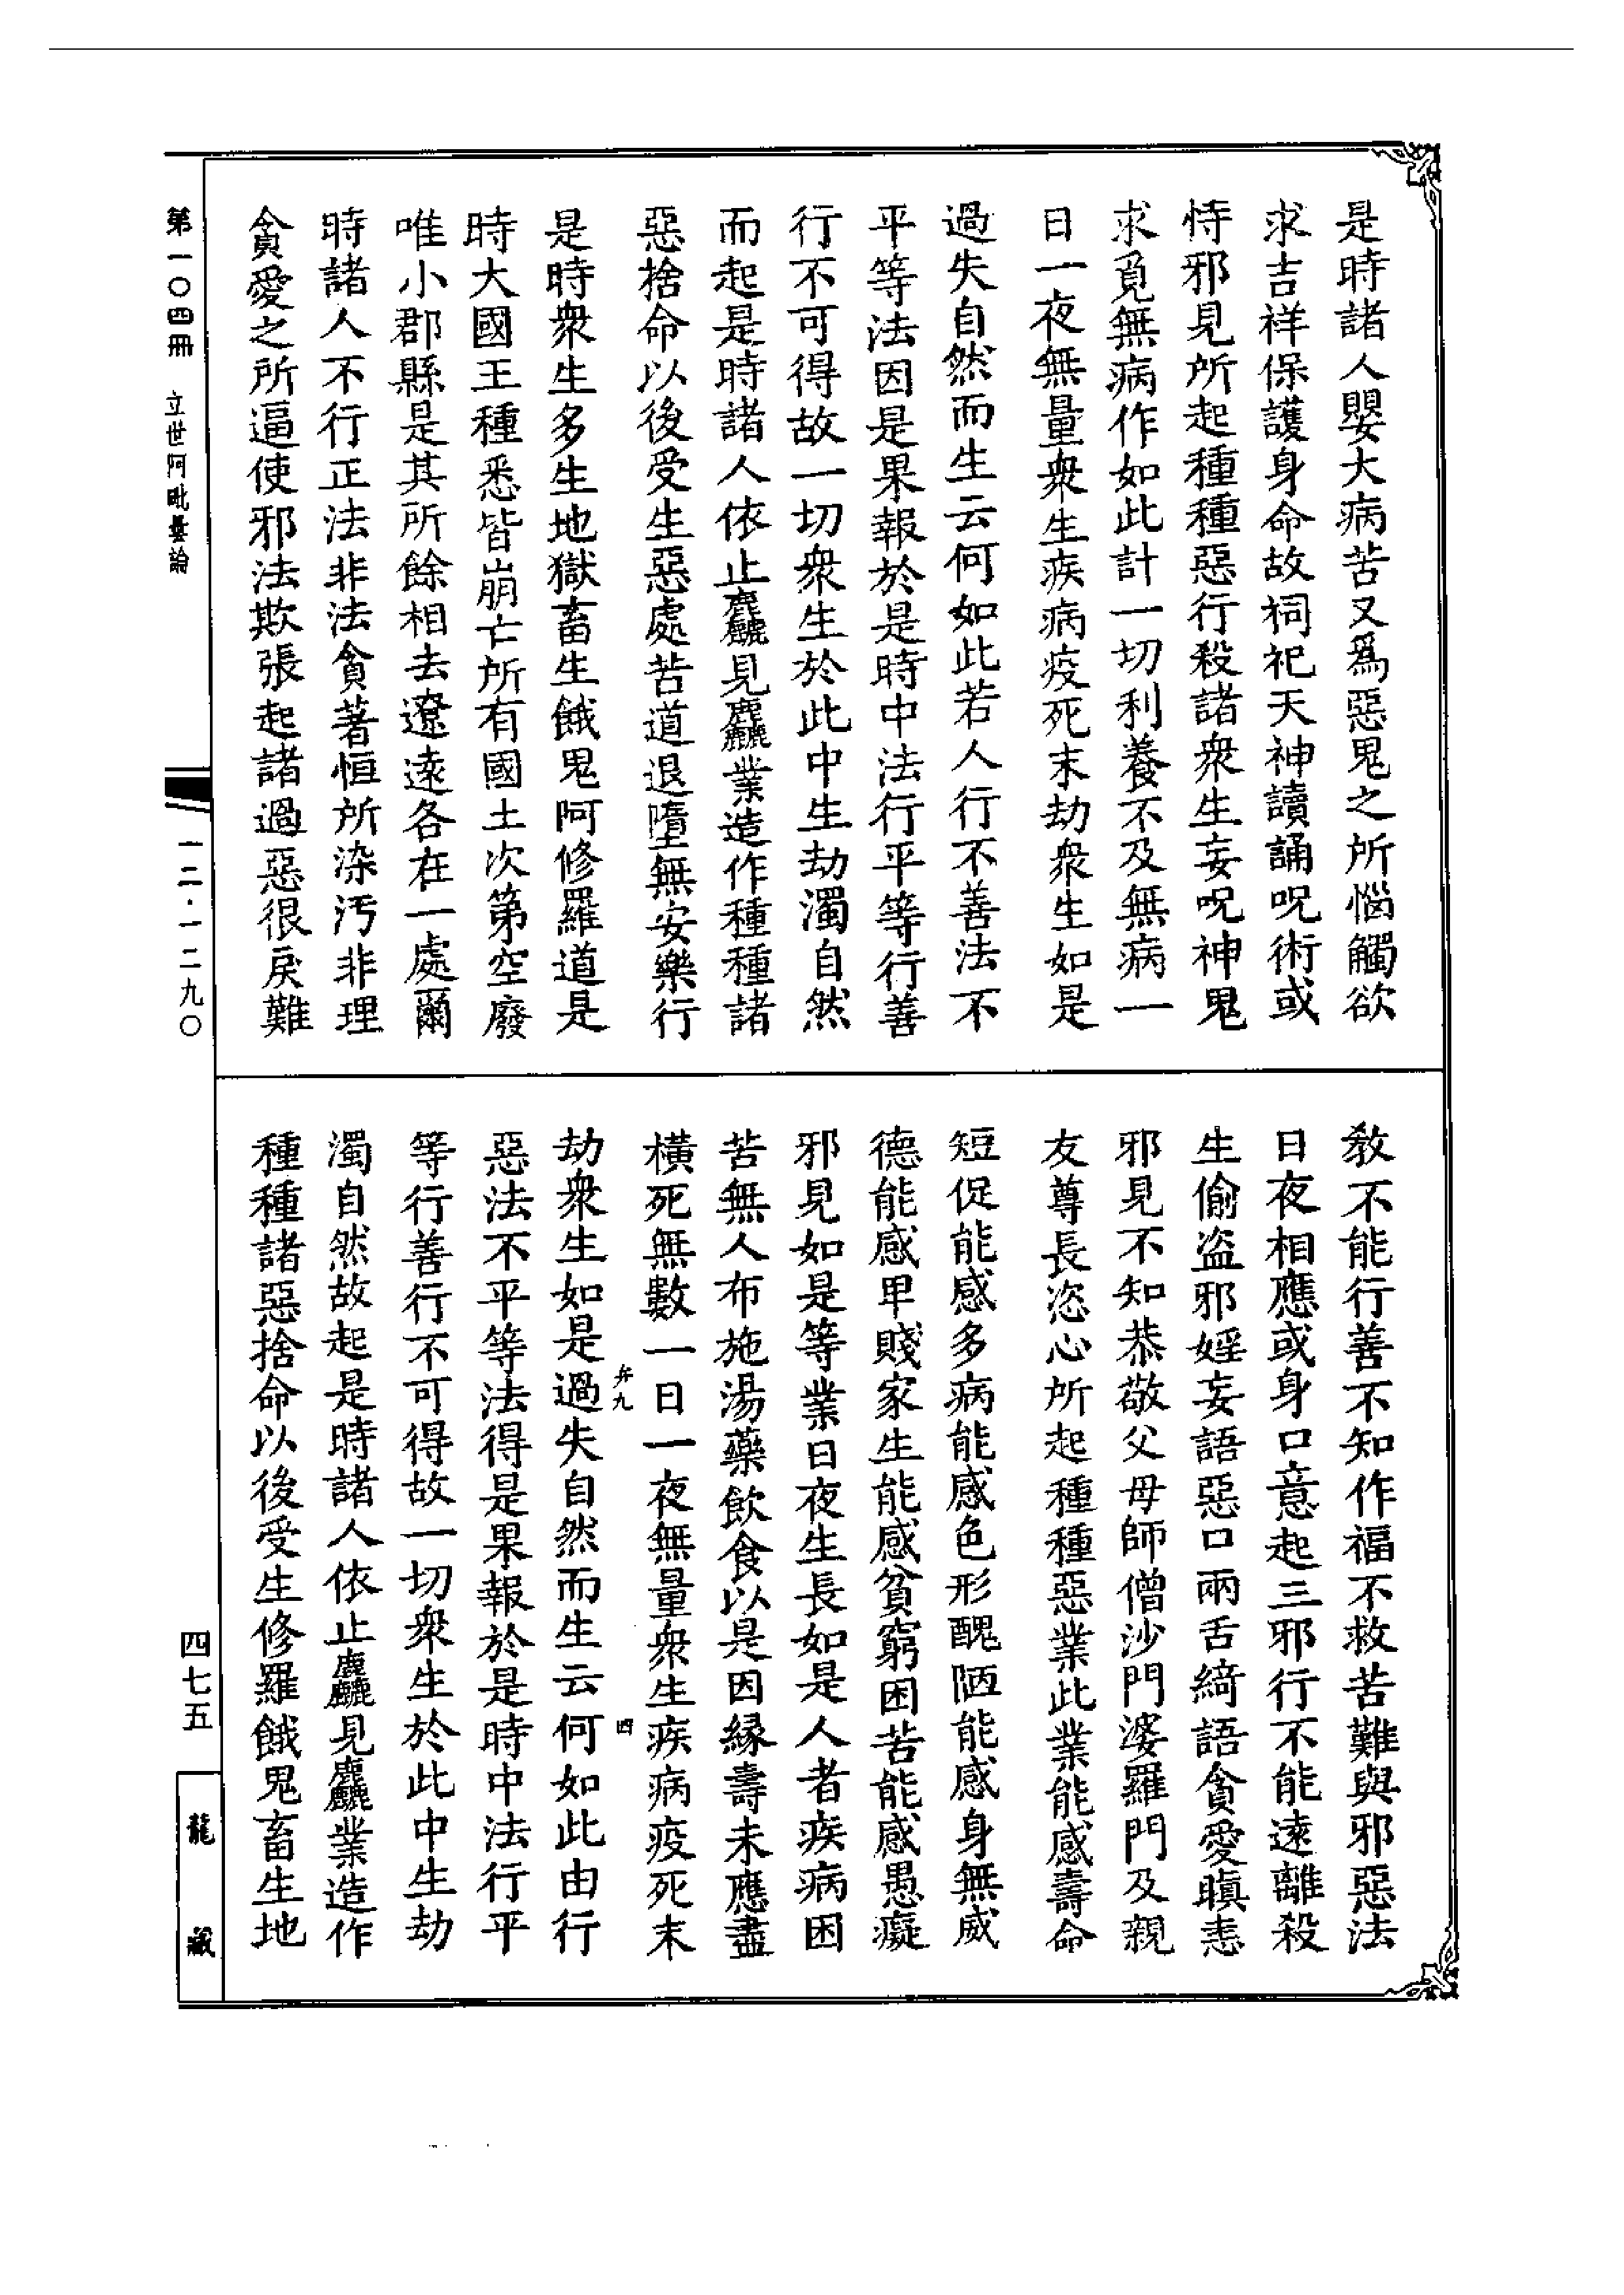 是時諸人嬰大病苦又爲惡鬼之所惱觸欲
求吉祥保護身命故祠祀天神讀誦呪術或
恃邪見所起種種惡行殺諸衆生妄呪神鬼
求覓無病作如此計一切利養不及無病一
日一夜無量衆生疾病疫死末劫衆生如是
過失自然而生云何如此若人行不善法不
平等法因是果報於是時中法行平等行善
行不可得故一切衆生於此中生劫濁自然
而起是時諸人依止麤見麤業造作種種諸
惡捨命以後受生惡處苦道退墮無安樂行
是時衆生多生地獄畜生餓鬼阿修羅道是
時大國王種悉皆崩亡所有國土次第空廢
唯小郡縣是其所餘相去遼遠各在一處爾
時諸人不行正法非法貪著恒所染污非理
貪愛之所逼使邪法欺張起諸過惡很戾難
教不能行善不知作福不救苦難與邪惡法
日夜相應或身口意起三邪行不能遠離殺
生偷盜邪婬妄語惡口兩舌綺語貪愛瞋恚
邪見不知恭敬父母師僧沙門婆羅門及親
友尊長恣心所起種種惡業此業能感壽命
短促能感多病能感色形醜陋能感身無威
德能感卑賤家生能感貧窮困苦能感愚癡
邪見如是等業日夜生長如是人者疾病困
苦無人布施湯藥飲食以是因緣壽未應盡
橫死無數一日一夜無量衆生疾病疫死末
弁九
四
劫衆生如是過失自然而生云何如此由行
惡法不平等法得是果報於是時中法行平
等行善行不可得故一切衆生於此中生劫
濁自然故起是時諸人依止麤見麤業造作
種種諸惡捨命以後受生修羅餓鬼畜生地
第一〇四冊
立世阿毗曇論
一二·一二九〇
四七五
龍藏